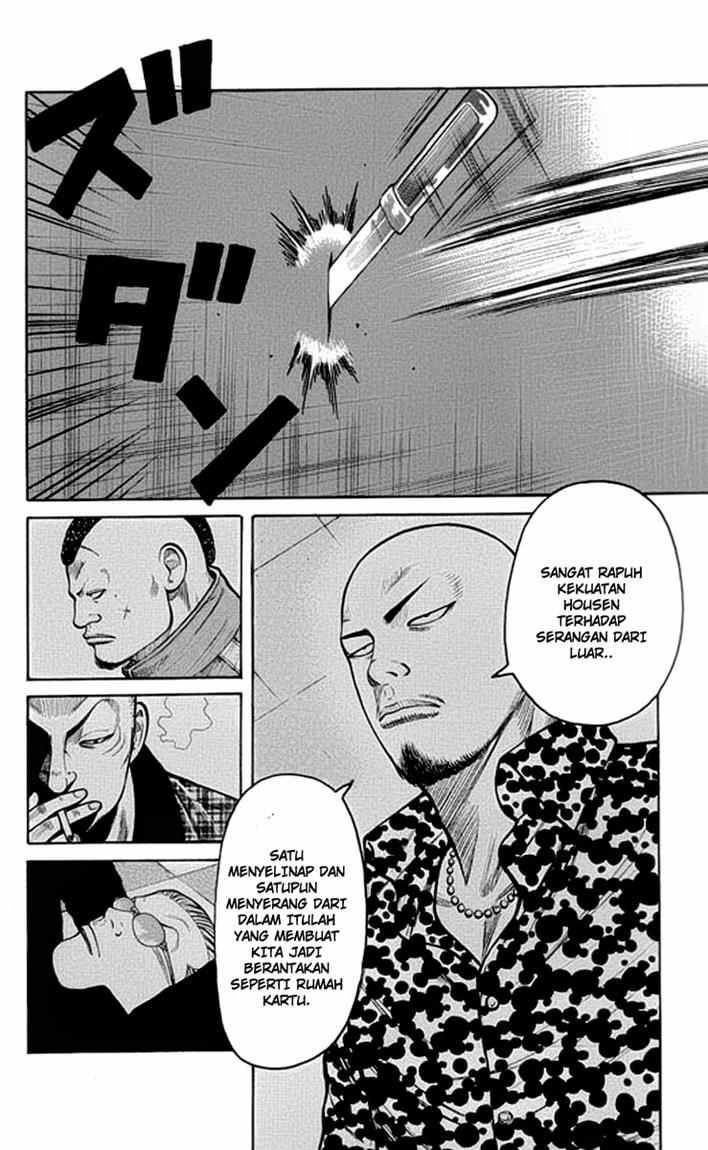 ズ
ダ
ン
SANGAT RAPUH
KEKUATAN
HOUSEN
TERHADAP
SERANGAN DARI
LUAR..
SATU
MENYELINAP DAN
SATUPUN
MENYERANG DARI
DALAM ITULAH
YANG MEMBUAT
KITA JADI
BERANTAKAN
SEPERTI RUMAH
KARTU.